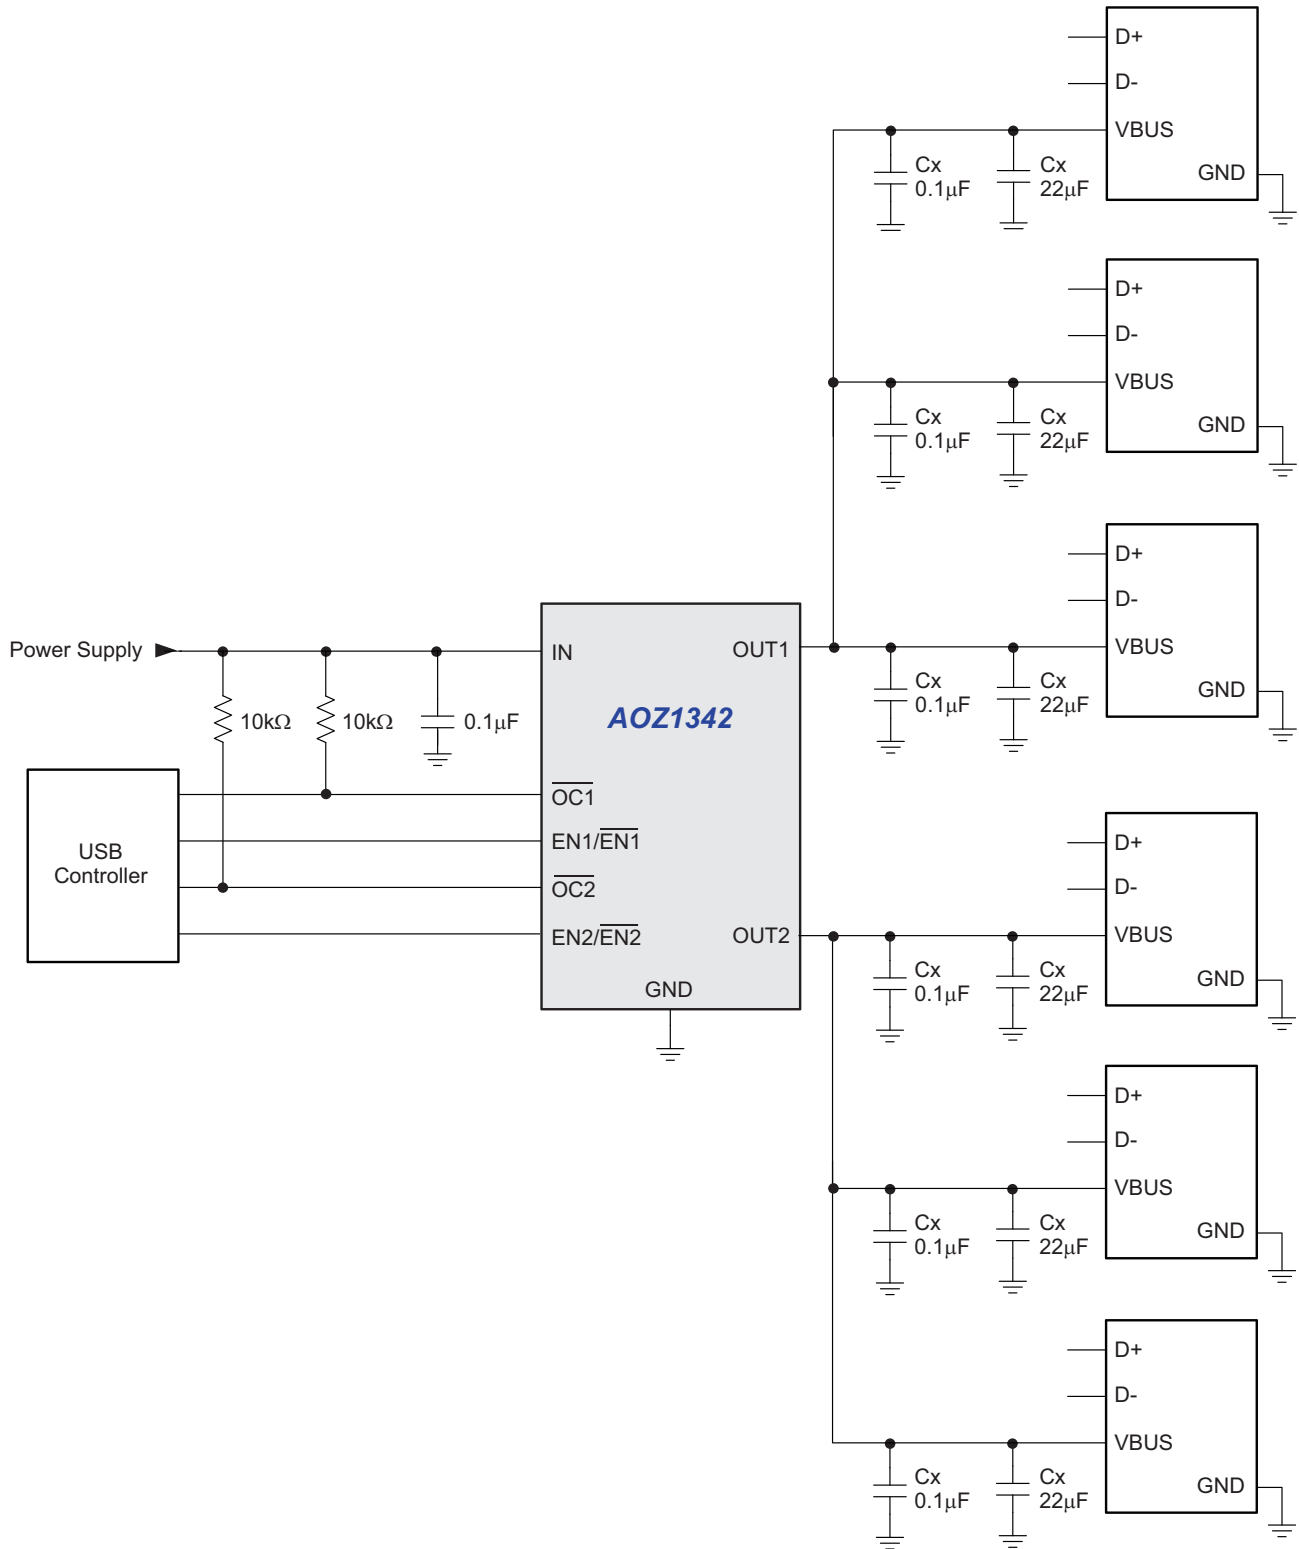 D+
D-
VBUS
GND
Cx
0.1µF
Cx
22µF
D+
D-
VBUS
GND
Cx
0.1µF
Cx
22µF
D+
D-
VBUS
GND
Cx
0.1µF
Cx
22µF
Power Supply
10kΩ
10kΩ
0.1µF
IN
OUT1
AOZ1342
OC1
EN1/EN1
OC2
EN2/EN2
OUT2
GND
USB
Controller
D+
D-
VBUS
GND
Cx
0.1µF
Cx
22µF
D+
D-
VBUS
GND
Cx
0.1µF
Cx
22µF
D+
D-
VBUS
GND
Cx
0.1µF
Cx
22µF